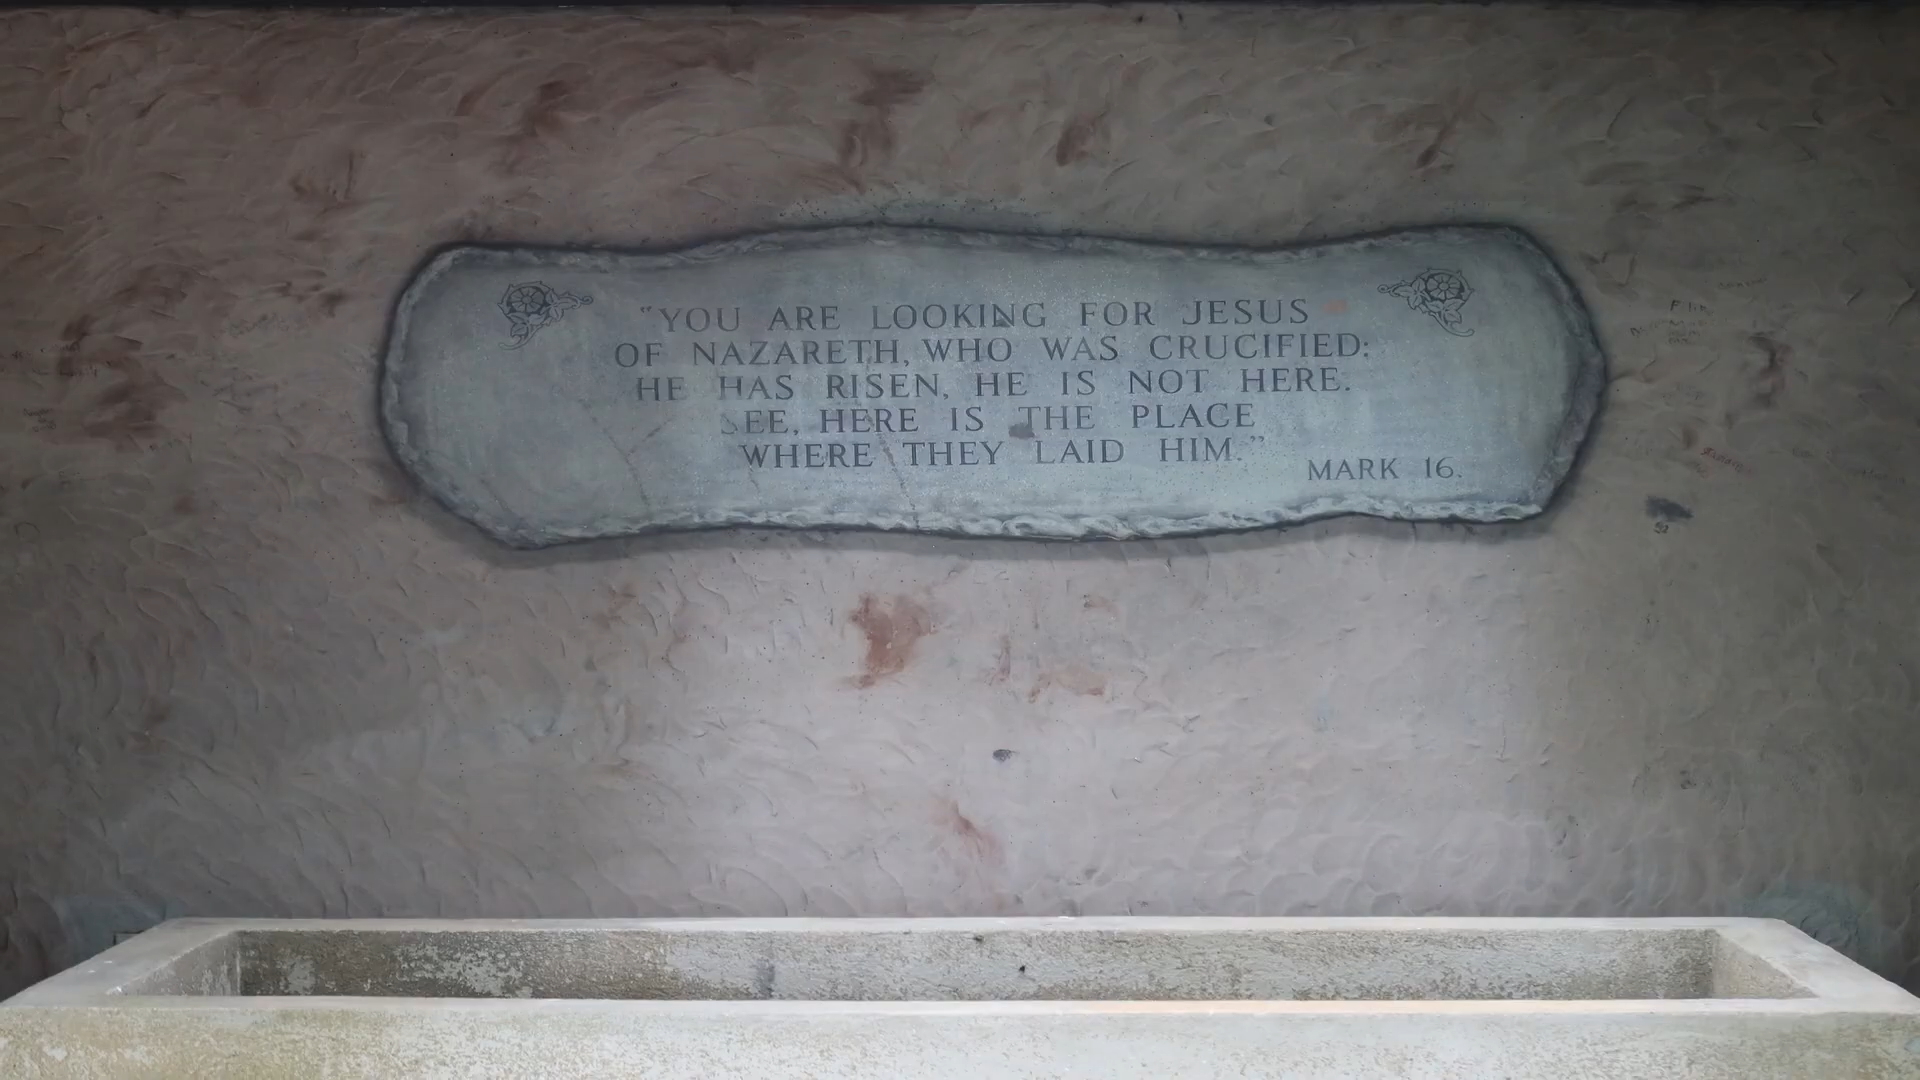 "YOU ARE LOOKING FOR JESUS
OF NAZARETH, WHO WAS CRUCIFIED;
HE HAS RISEN, HE IS NOT HERE.
SEE, HERE IS THE PLACE
WHERE THEY LAID HIM."
MARK 16.